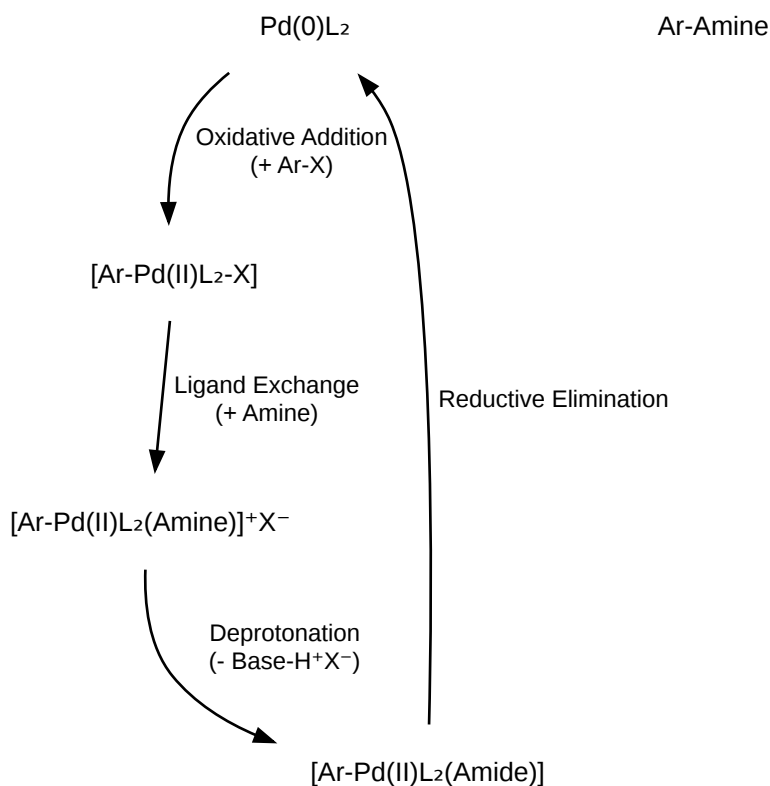 Pd(0)L₂
Ar-Amine
Oxidative Addition
(+ Ar-X)
[Ar-Pd(II)L₂-X]
Ligand Exchange
(+ Amine)
Reductive Elimination
[Ar-Pd(II)L₂(Amine)]⁺X⁻
Deprotonation
(- Base-H⁺X⁻)
[Ar-Pd(II)L₂(Amide)]